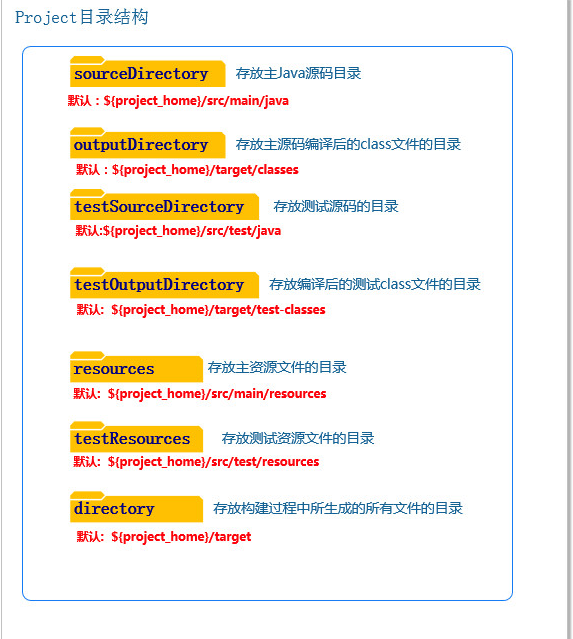 Project目录结构
sourceDirectory 存放主Java源码目录
默认：${project_home}/src/main/java
outputDirectory 存放主源码编译后的class文件的目录
默认：${project_home}/target/classes
testSourceDirectory 存放测试源码的目录
默认:${project_home}/src/test/java
testOutputDirectory 存放编译后的测试class文件的目录
默认: ${project_home}/target/test-classes
resources 存放主资源文件的目录
默认: ${project_home}/src/main/resources
testResources 存放测试资源文件的目录
默认: ${project_home}/src/test/resources
directory 存放构建过程中所生成的所有文件的目录
默认: ${project_home}/target